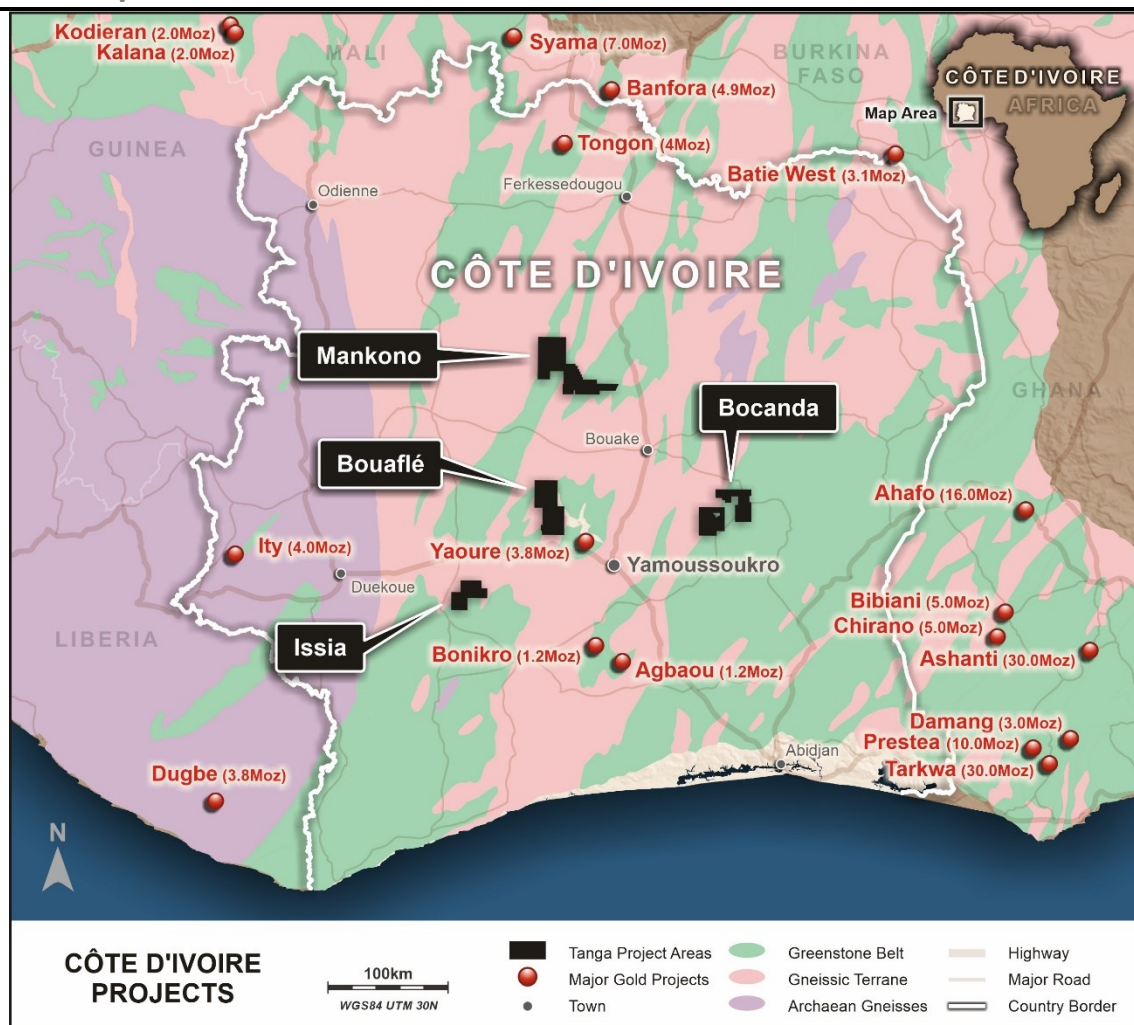 Kodieran (2.0Moz)
Kalana (2.0Moz)
MALI
Syama (7.0Moz)
BURKINA
FASO
CÔTE D'IVOIRE
AFRICA
Map Area
Banfora (4.9Moz)
GUINEA
Tongon (4Moz)
Batie West (3.1Moz)
Odienne
Ferkessedougou
CÔTE D'IVOIRE
Mankono
Bocanda
GHANA
Bouake
Bouaflé
Ahafo (16.0Moz)
Ity (4.0Moz)
Yaoure (3.8Moz)
Yamoussoukro
Duekoue
Bibiani (5.0Moz)
Chirano (5.0Moz)
LIBERIA
Issia
Bonikro (1.2Moz)
Agbaou (1.2Moz)
Ashanti (30.0Moz)
Damang (3.0Moz)
Prestea (10.0Moz)
Abidjan
Tarkwa (30.0Moz)
Dugbe (3.8Moz)
N
CÔTE D'IVOIRE
PROJECTS
100km
WGS84 UTM 30N
Tanga Project Areas
Major Gold Projects
Town
Greenstone Belt
Gneissic Terrane
Archaean Gneisses
Highway
Major Road
Country Border